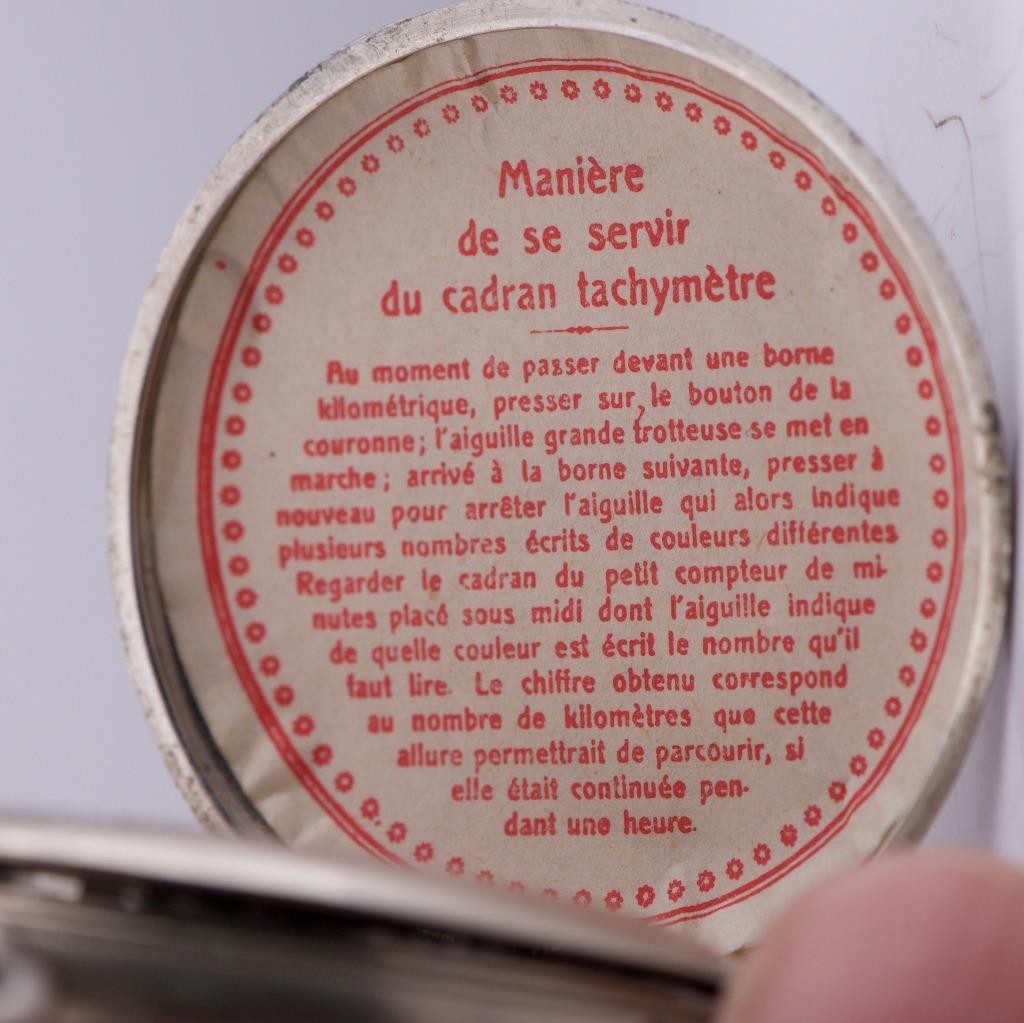 Manière
de se servir
du cadran tachymètre
Au moment de passer devant une borne
kilométrique, presser sur le bouton de la
couronne; l'aiguille grande trotteuse se met en
marche; arrivé à la borne suivante, presser à
nouveau pour arrêter l'aiguille qui alors indique
plusieurs nombres écrits de couleurs différentes
Regarder le cadran du petit compteur de mi-
nutes placé sous midi dont l'aiguille indique
de quelle couleur est écrit le nombre qu'il
faut lire. Le chiffre obtenu correspond
au nombre de kilomètres que cette
allure permettrait de parcourir, si
elle était continuée pen-
dant une heure.